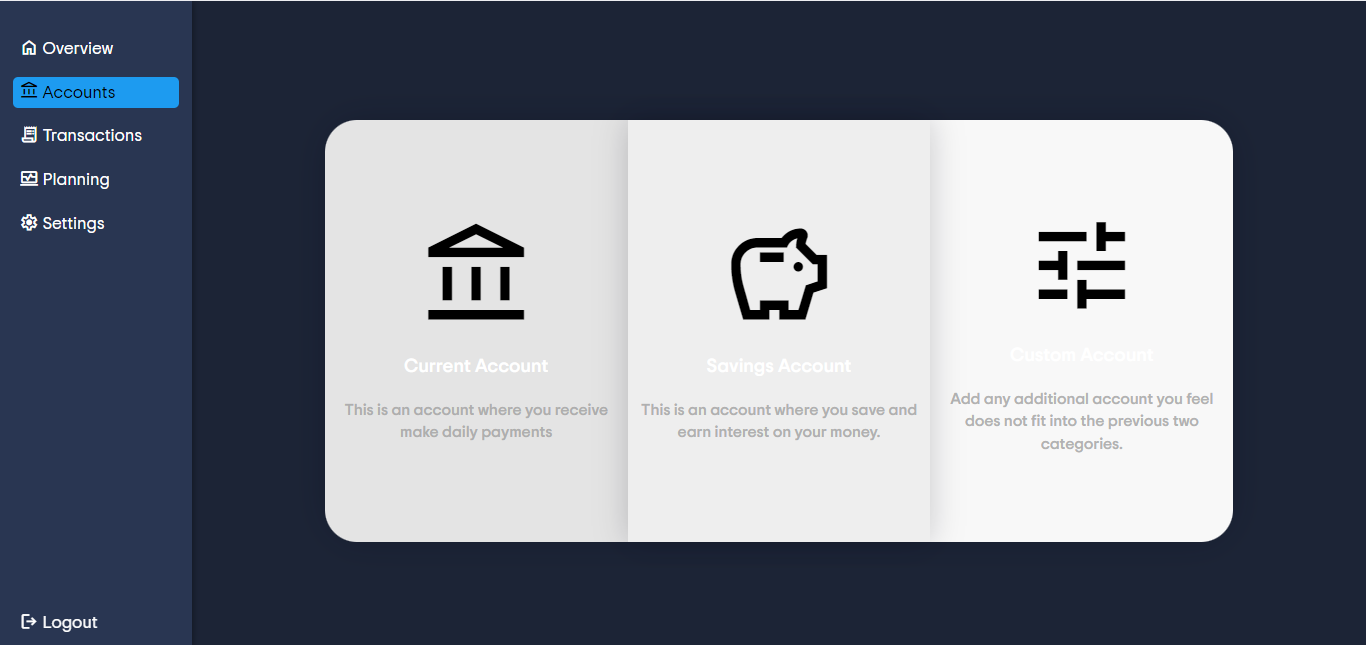 Overview
Accounts
Transactions
Planning
Settings
Logout
Current Account
This is an account where you receive
make daily payments
Savings Account
This is an account where you save and
earn interest on your money.
Custom Account
Add any additional account you feel
does not fit into the previous two
categories.